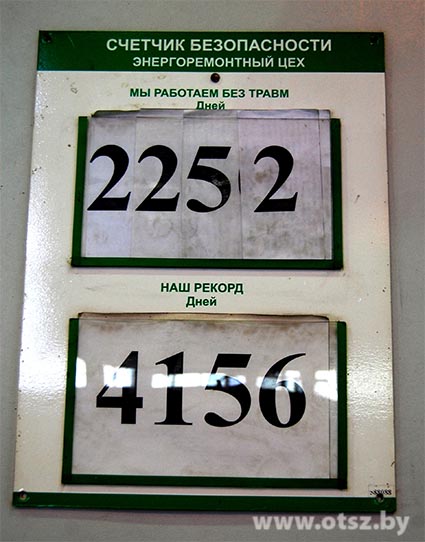 СЧЕТЧИК БЕЗОПАСНОСТИ
ЭНЕРГОРЕМОНТНЫЙ ЦЕХ
МЫ РАБОТАЕМ БЕЗ ТРАВМ
Дней
2252
НАШ РЕКОРД
Дней
4156
www.otsz.by